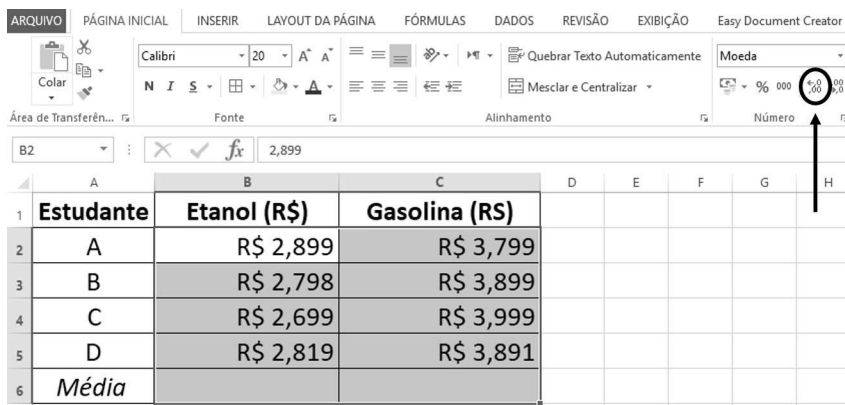 ARQUIVO PÁGINA INICIAL INSERIR LAYOUT DA PÁGINA FÓRMULAS DADOS REVISÃO EXIBIÇÃO Easy Document Creator
Calibri 20 A A Quebrar Texto Automaticamente Moeda
Colar N I S A Mesclar e Centralizar % 000 ,0 ,00 ,00
Área de Transferên... Fonte Alinhamento Número
B2 fx 2,899
A B C D E F G H
1 Estudante Etanol (R$) Gasolina (RS)
2 A R$ 2,899 R$ 3,799
3 B R$ 2,798 R$ 3,899
4 C R$ 2,699 R$ 3,999
5 D R$ 2,819 R$ 3,891
6 Média